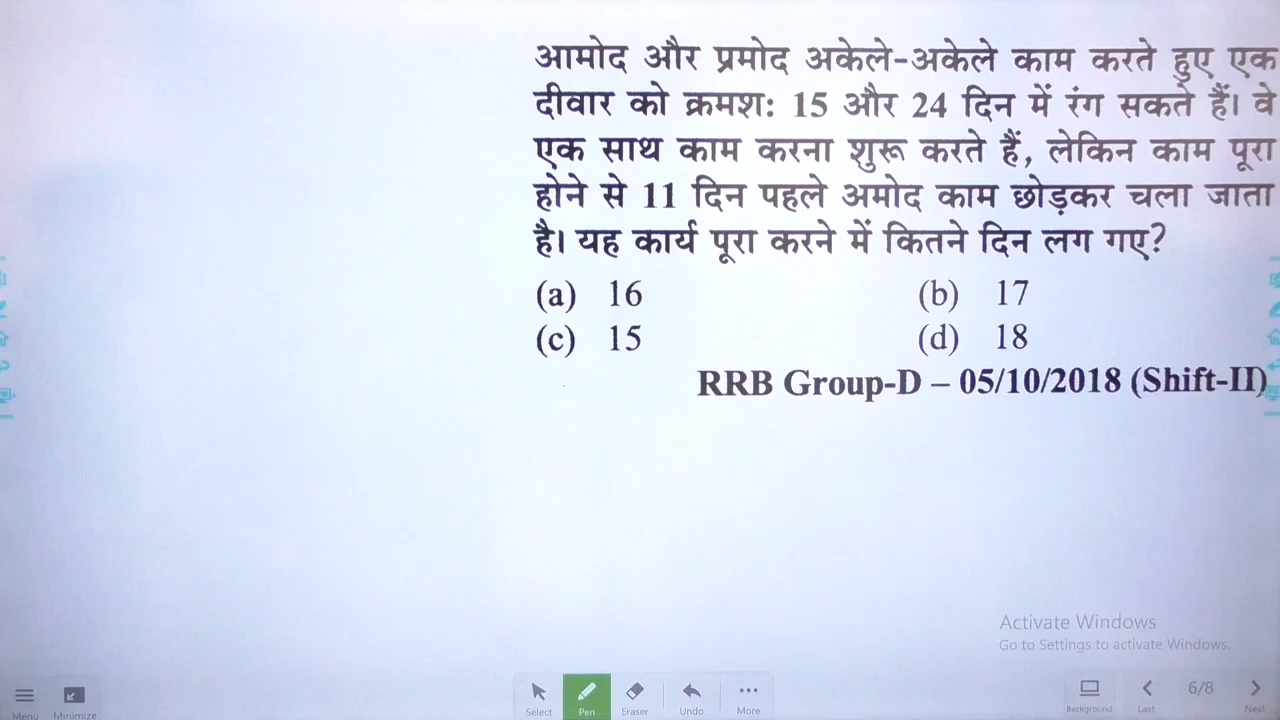 आमोद और प्रमोद अकेले-अकेले काम करते हुए एक
दीवार को क्रमश: 15 और 24 दिन में रंग सकते हैं। वे
एक साथ काम करना शुरू करते हैं, लेकिन काम पूरा
होने से 11 दिन पहले अमोद काम छोड़कर चला जाता
है। यह कार्य पूरा करने में कितने दिन लग गए?
(a) 16 (b) 17
(c) 15 (d) 18
RRB Group-D – 05/10/2018 (Shift-II)
Activate Windows
Go to Settings to activate Windows.
Menu Minimize Select Pen Eraser Undo More Background Last 6/8 Next